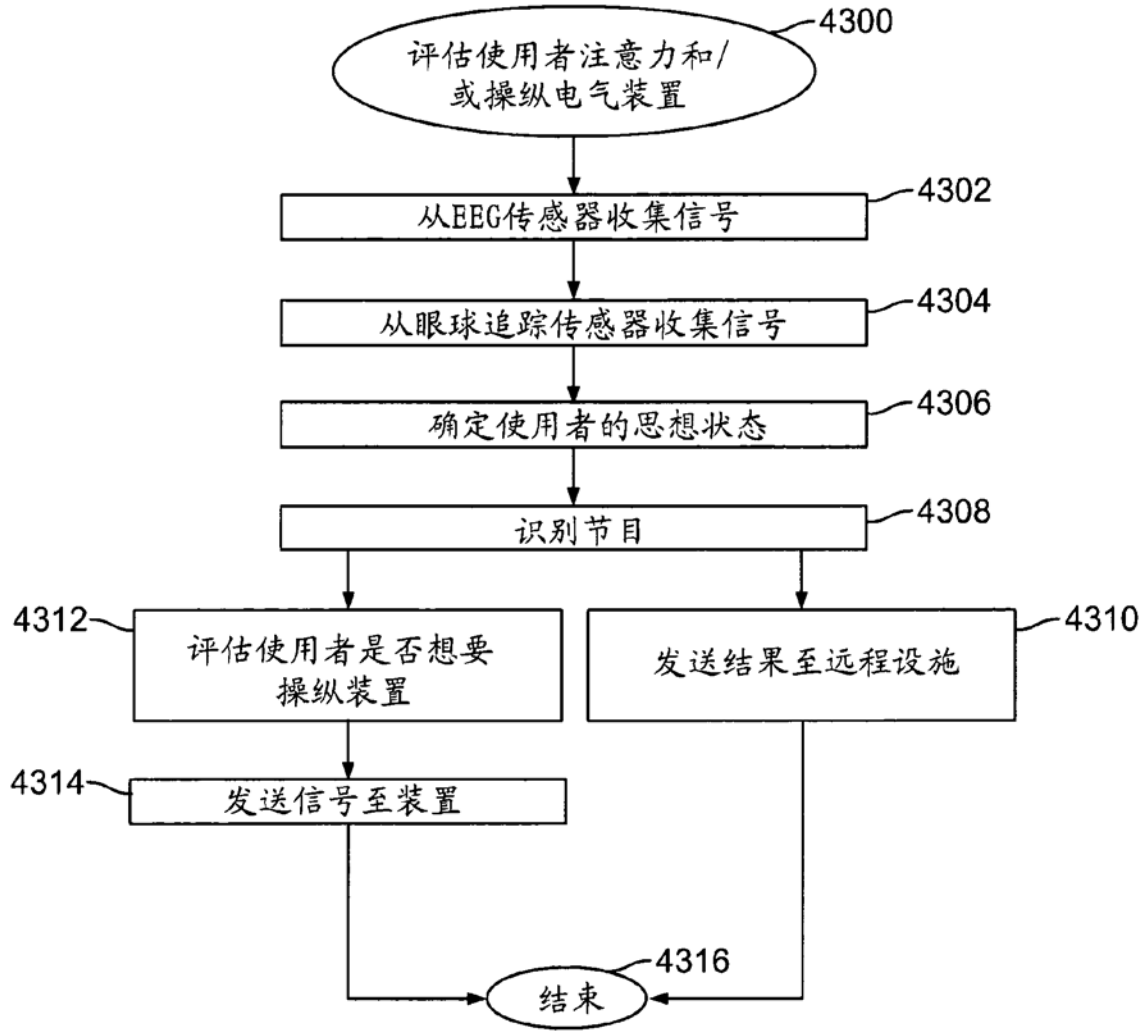 4300
评估使用者注意力和/
或操纵电气装置
4302
从EEG传感器收集信号
4304
从眼球追踪传感器收集信号
4306
确定使用者的思想状态
4308
识别节目
4312
评估使用者是否想要
操纵装置
4310
发送结果至远程设施
4314
发送信号至装置
4316
结束